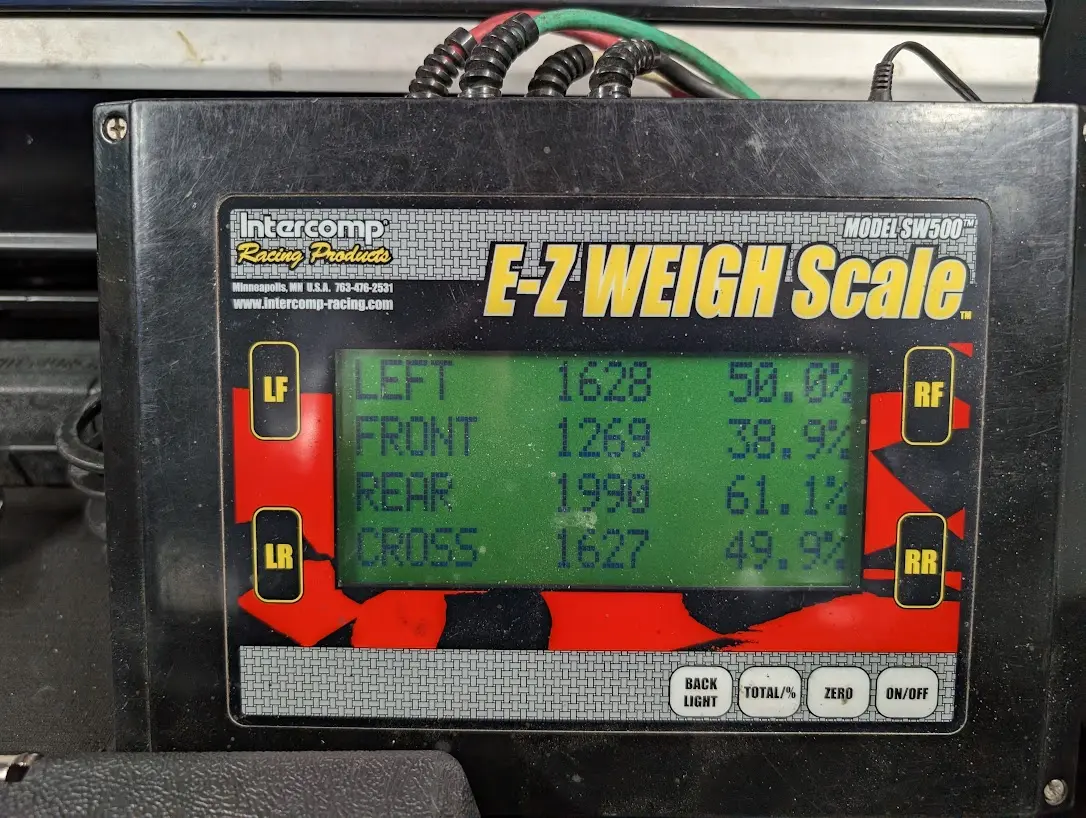 Intercomp®
Racing Products
Minneapolis, MN U.S.A. 763-476-2531
www.intercomp-racing.com
MODEL SW500™
E-Z WEIGH Scale™
LF
RF
LEFT 1628 50.0%
FRONT 1269 38.9%
REAR 1990 61.1%
CROSS 1627 49.9%
LR
RR
BACK LIGHT
TOTAL/%
ZERO
ON/OFF